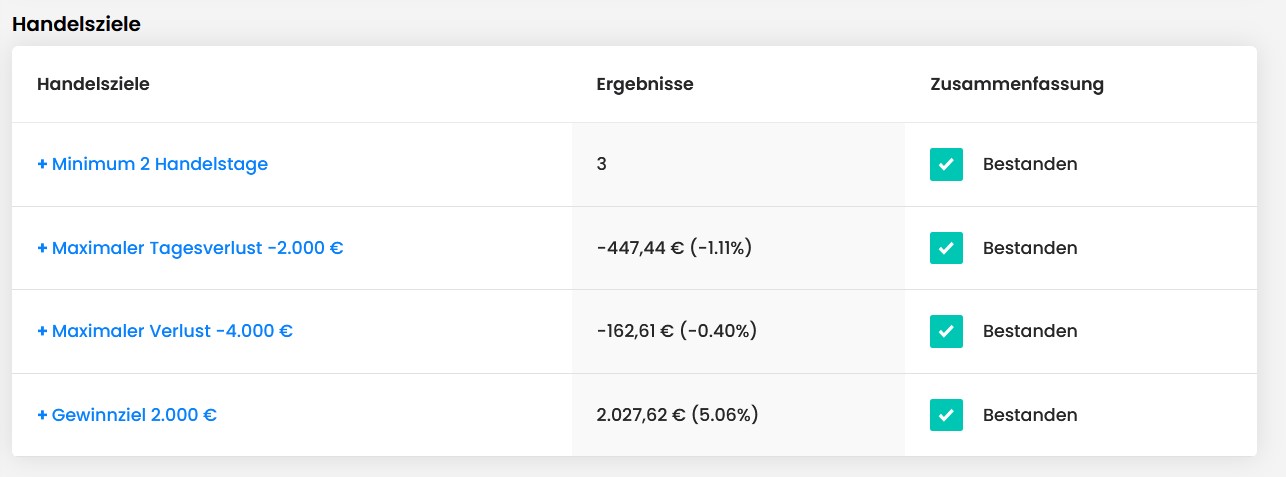 Handelsziele
Handelsziele Ergebnisse Zusammenfassung
+ Minimum 2 Handelstage 3 Bestanden
+ Maximaler Tagesverlust -2.000 € -447,44 € (-1.11%) Bestanden
+ Maximaler Verlust -4.000 € -162,61 € (-0.40%) Bestanden
+ Gewinnziel 2.000 € 2.027,62 € (5.06%) Bestanden